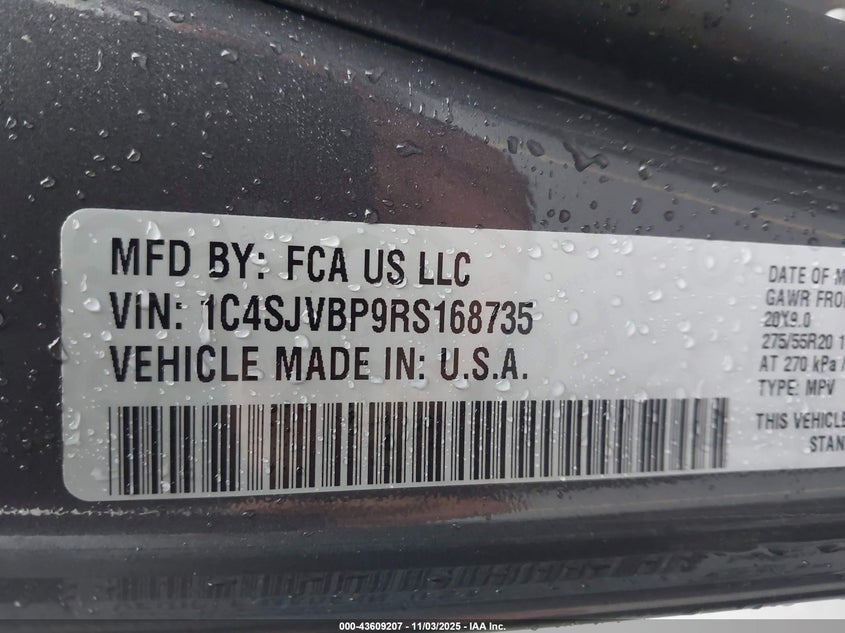 MFD BY: FCA US LLC
VIN: 1C4SJVBP9RS168735
VEHICLE MADE IN: U.S.A.
DATE OF M
GAWR FRO
20X9.0
275/55R20 1
AT 270 kPa /
TYPE: MPV
THIS VEHICLE
STAN
000-43609207 - 11/03/2025 - IAA Inc.